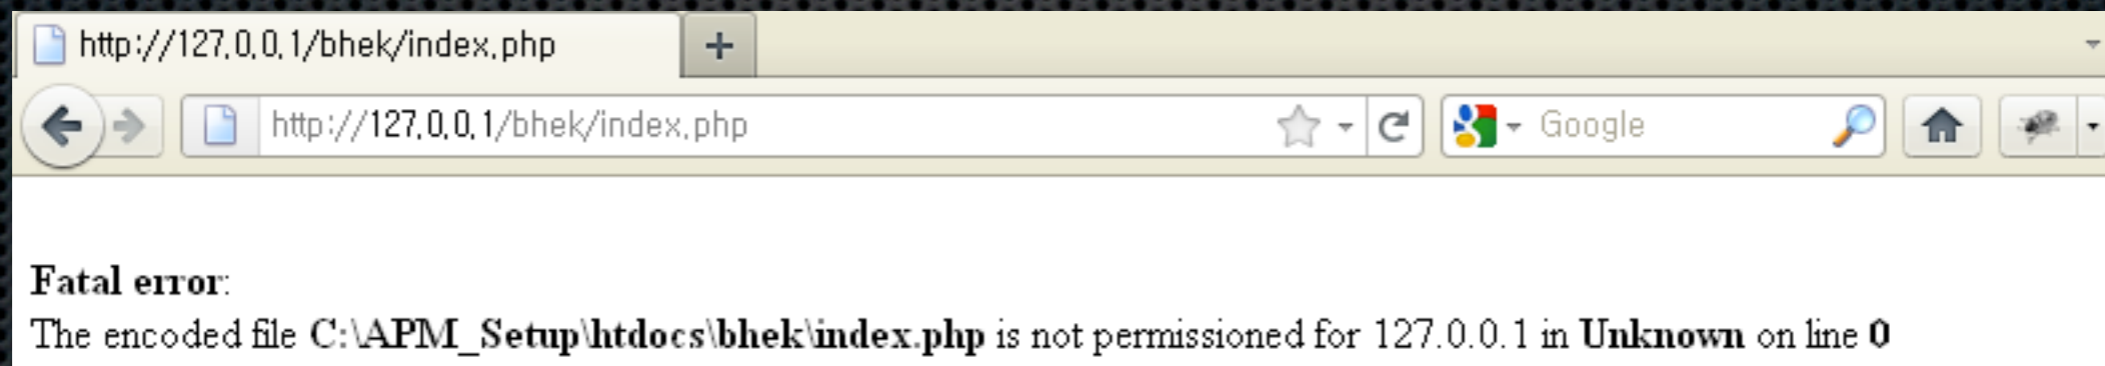 http://127.0.0.1/bhek/index.php
http://127.0.0.1/bhek/index.php
Google
Fatal error:
The encoded file C:\APM_Setup\htdocs\bhek\index.php is not permissioned for 127.0.0.1 in Unknown on line 0